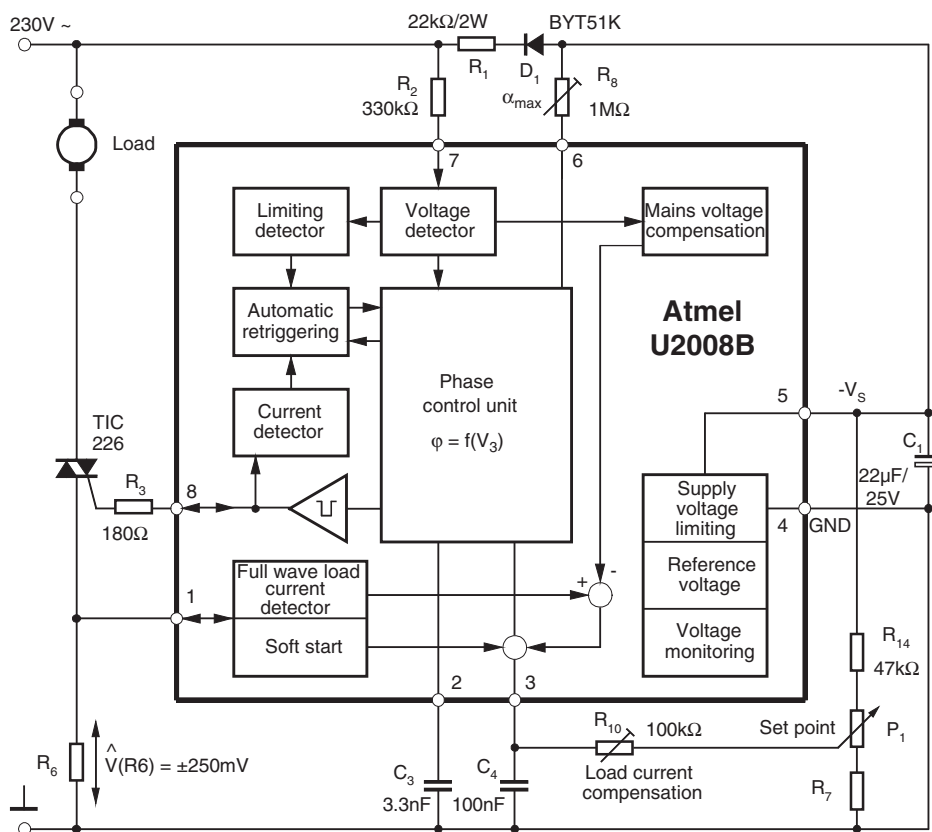 230V ~
22kΩ/2W
BYT51K
R1
D1
R2
330kΩ
αmax
R8
1MΩ
Load
7
6
Limiting
detector
Voltage
detector
Mains voltage
compensation
Automatic
retriggering
Atmel
U2008B
Phase
control unit
φ = f(V3)
Current
detector
TIC
226
R3
180Ω
8
5
-VS
C1
22µF/
25V
4
GND
Supply
voltage
limiting
Reference
voltage
Voltage
monitoring
Full wave load
current
detector
Soft start
1
+
-
2
3
R14
47kΩ
R10
100kΩ
Set point
P1
Load current
compensation
R7
R6
^
V(R6) = ±250mV
C3
3.3nF
C4
100nF